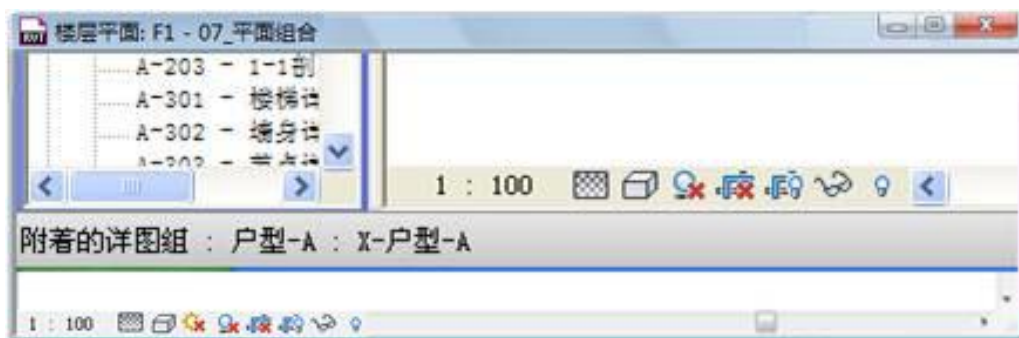 楼层平面: F1 - 07_平面组合
A-203 - 1-1剖
A-301 - 楼梯详
A-302 - 墙身详
1 : 100
附着的详图组 : 户型-A : X-户型-A
1 : 100